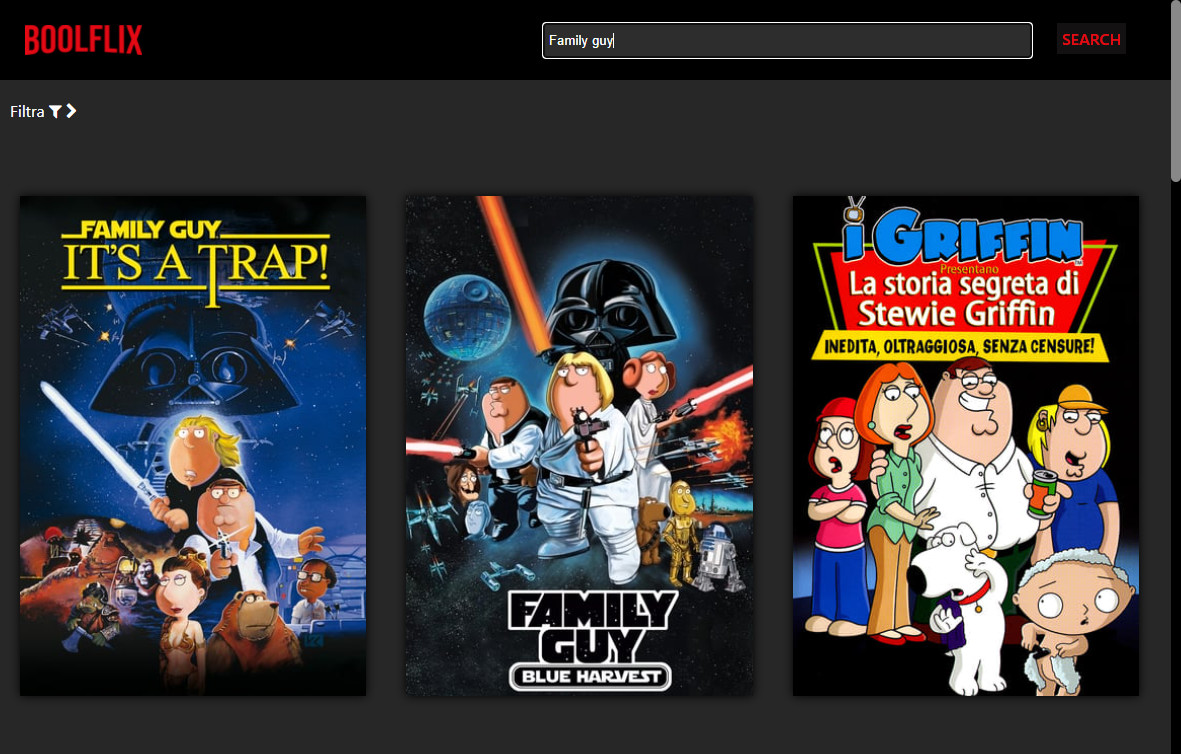 BOOLFLIX
Family guy
SEARCH
Filtra
FAMILY GUY
IT'S A TRAP!
FAMILY
GUY
BLUE HARVEST
i GRIFFIN
Presentano
La storia segreta di
Stewie Griffin
INEDITA, OLTRAGGIOSA, SENZA CENSURE!